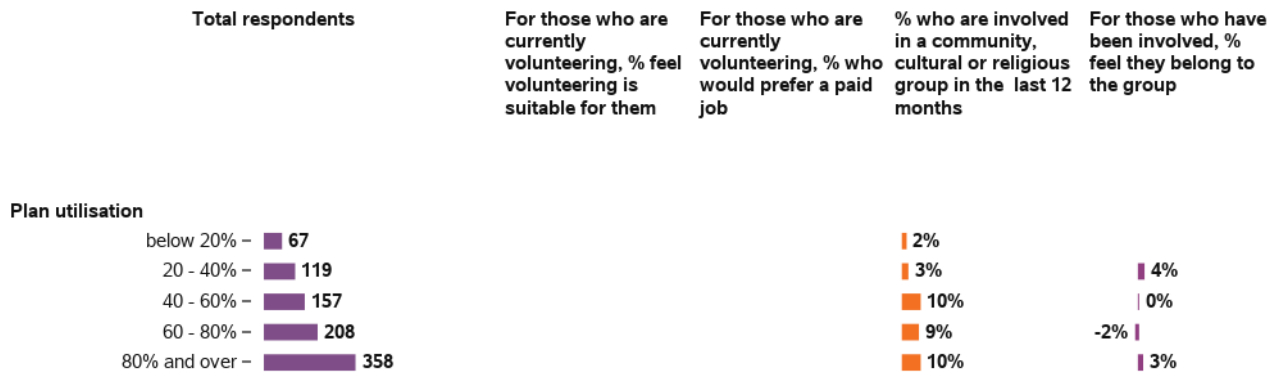 Total respondents
For those who are
currently
volunteering, % feel
volunteering is
suitable for them
For those who are
currently
volunteering, % who
would prefer a paid
job
% who are involved
in a community,
cultural or religious
group in the last 12
months
For those who have
been involved, %
feel they belong to
the group
Plan utilisation
below 20% – 67 2%
20 - 40% – 119 3% 4%
40 - 60% – 157 10% 0%
60 - 80% – 208 9% -2%
80% and over – 358 10% 3%